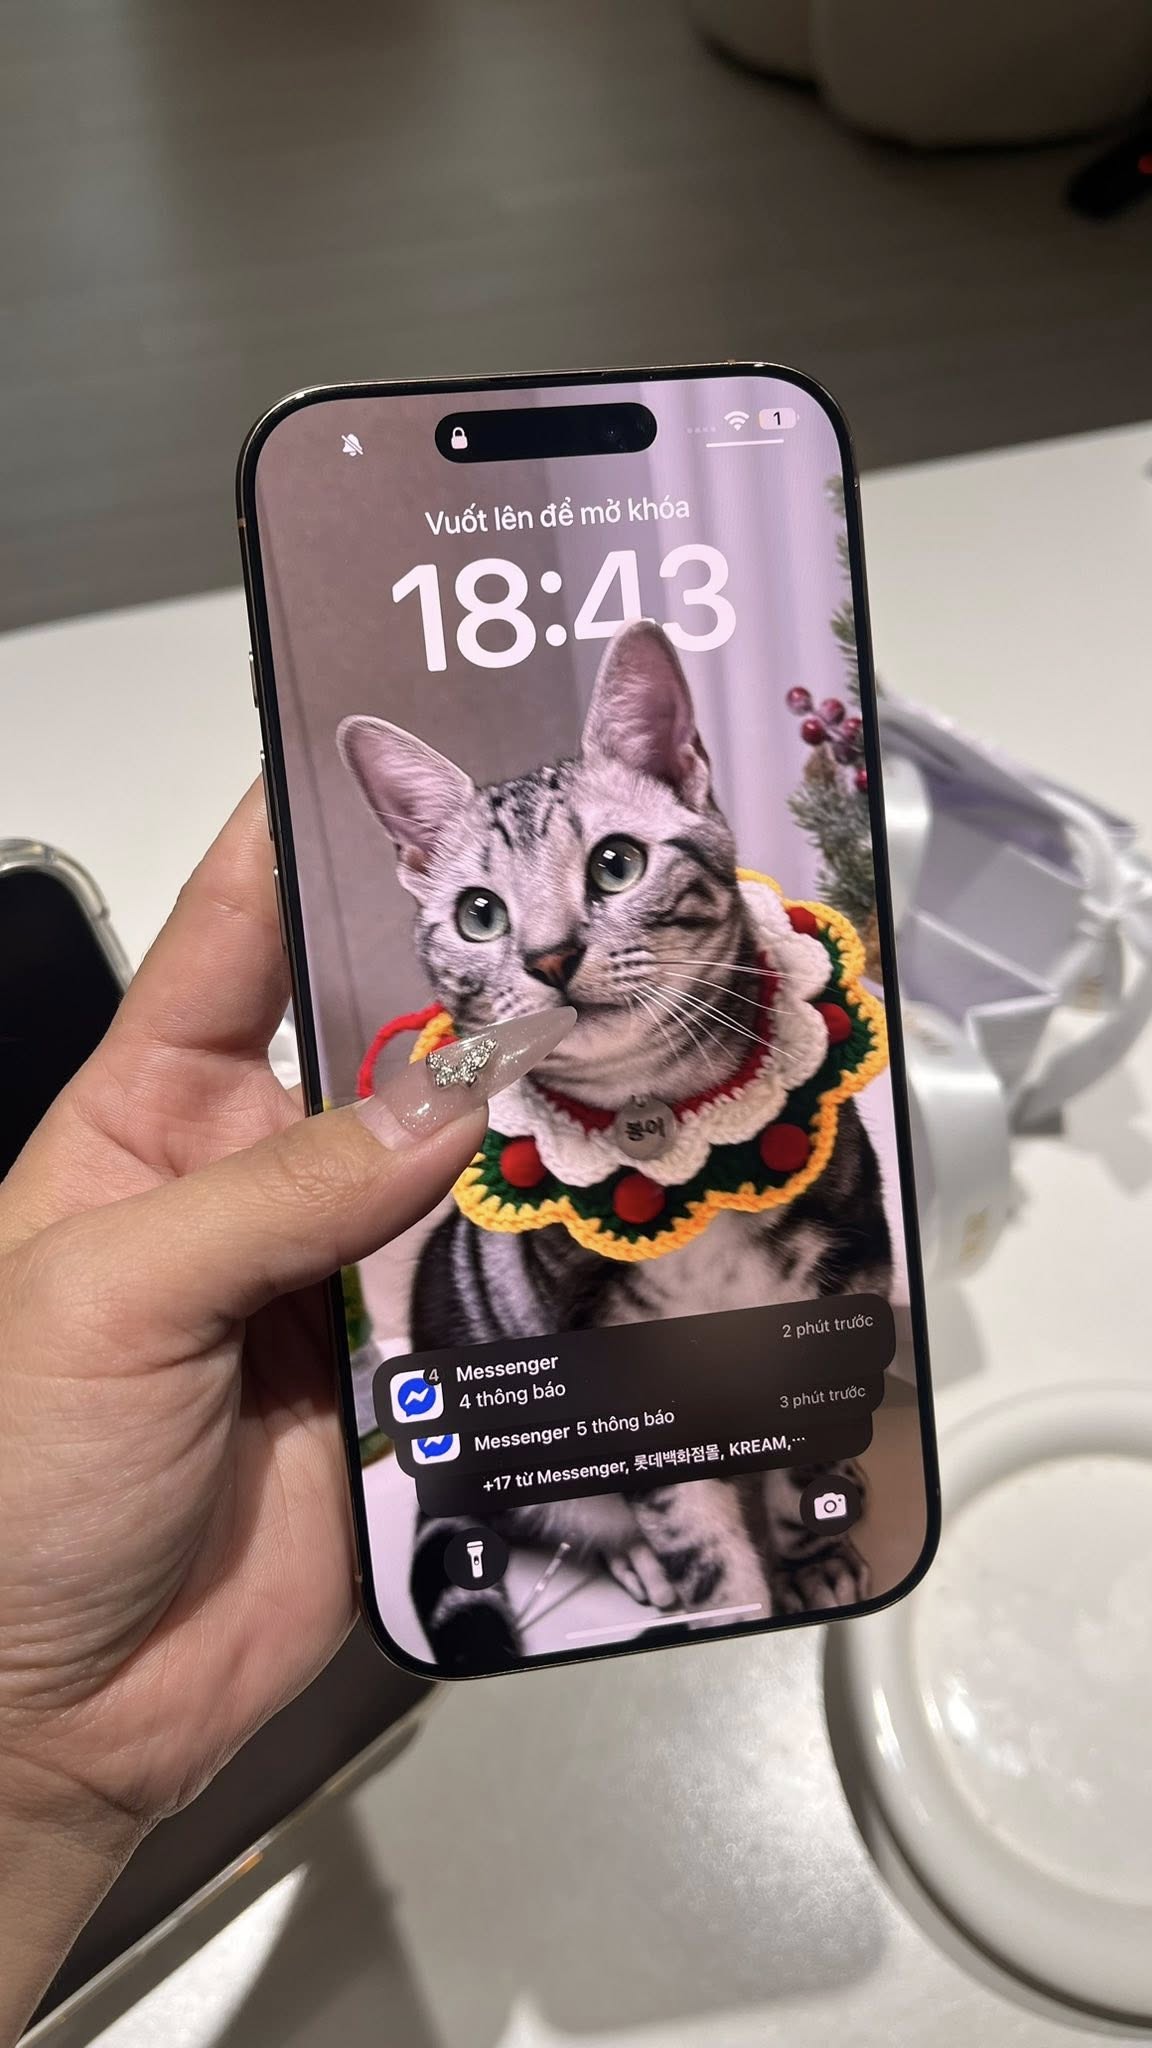 1
Vuốt lên để mở khóa
18:43
봉이
2 phút trước
4
Messenger
4 thông báo
3 phút trước
Messenger 5 thông báo
+17 từ Messenger, 롯데백화점몰, KREAM,...